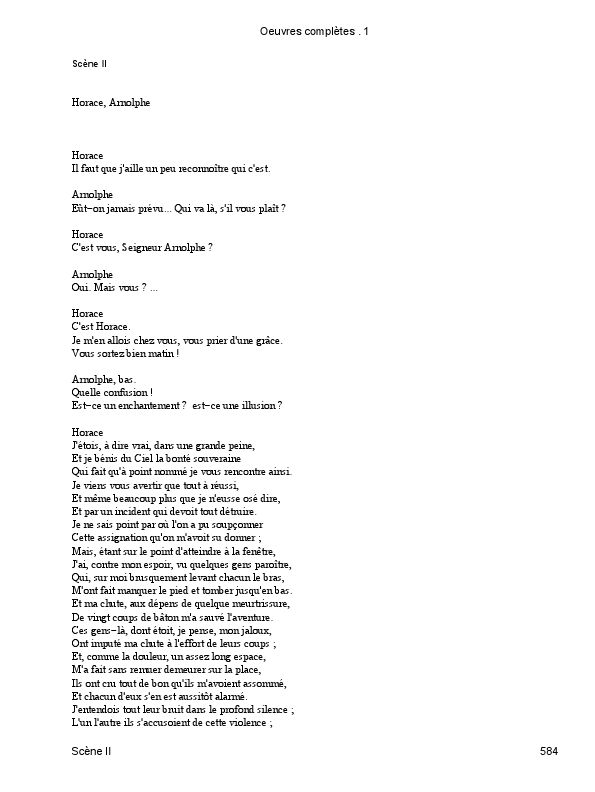 Oeuvres complètes . 1
Scène II
Horace, Arnolphe
Horace
Il faut que j'aille un peu reconnoître qui c'est.
Arnolphe
Eût−on jamais prévu... Qui va là, s'il vous plaît ?
Horace
C'est vous, Seigneur Arnolphe ?
Arnolphe
Oui. Mais vous ? ...
Horace
C'est Horace.
Je m'en allois chez vous, vous prier d'une grâce.
Vous sortez bien matin !
Arnolphe, bas.
Quelle confusion !
Est−ce un enchantement ? est−ce une illusion ?
Horace
J'étois, à dire vrai, dans une grande peine,
Et je bénis du Ciel la bonté souveraine
Qui fait qu'à point nommé je vous rencontre ainsi.
Je viens vous avertir que tout a réussi,
Et même beaucoup plus que je n'eusse osé dire,
Et par un incident qui devoit tout détruire.
Je ne sais point par où l'on a pu soupçonner
Cette assignation qu'on m'avoit su donner ;
Mais, étant sur le point d'atteindre à la fenêtre,
J'ai, contre mon espoir, vu quelques gens paroître,
Qui, sur moi brusquement levant chacun le bras,
M'ont fait manquer le pied et tomber jusqu'en bas.
Et ma chute, aux dépens de quelque meurtrissure,
De vingt coups de bâton m'a sauvé l'aventure.
Ces gens−là, dont étoit, je pense, mon jaloux,
Ont imputé ma chute à l'effort de leurs coups ;
Et, comme la douleur, un assez long espace,
M'a fait sans remuer demeurer sur la place,
Ils ont cru tout de bon qu'ils m'avoient assommé,
Et chacun d'eux s'en est aussitôt alarmé.
J'entendois tout leur bruit dans le profond silence ;
L'un l'autre ils s'accusoient de cette violence ;
Scène II
584